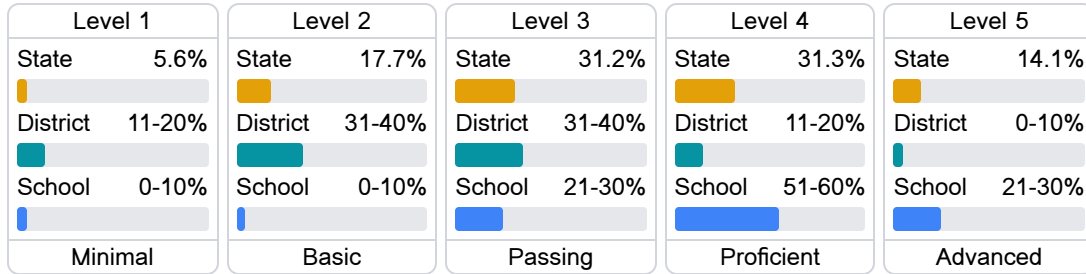 Level 1
State 5.6%
District 11-20%
School 0-10%
Minimal
Level 2
State 17.7%
District 31-40%
School 0-10%
Basic
Level 3
State 31.2%
District 31-40%
School 21-30%
Passing
Level 4
State 31.3%
District 11-20%
School 51-60%
Proficient
Level 5
State 14.1%
District 0-10%
School 21-30%
Advanced